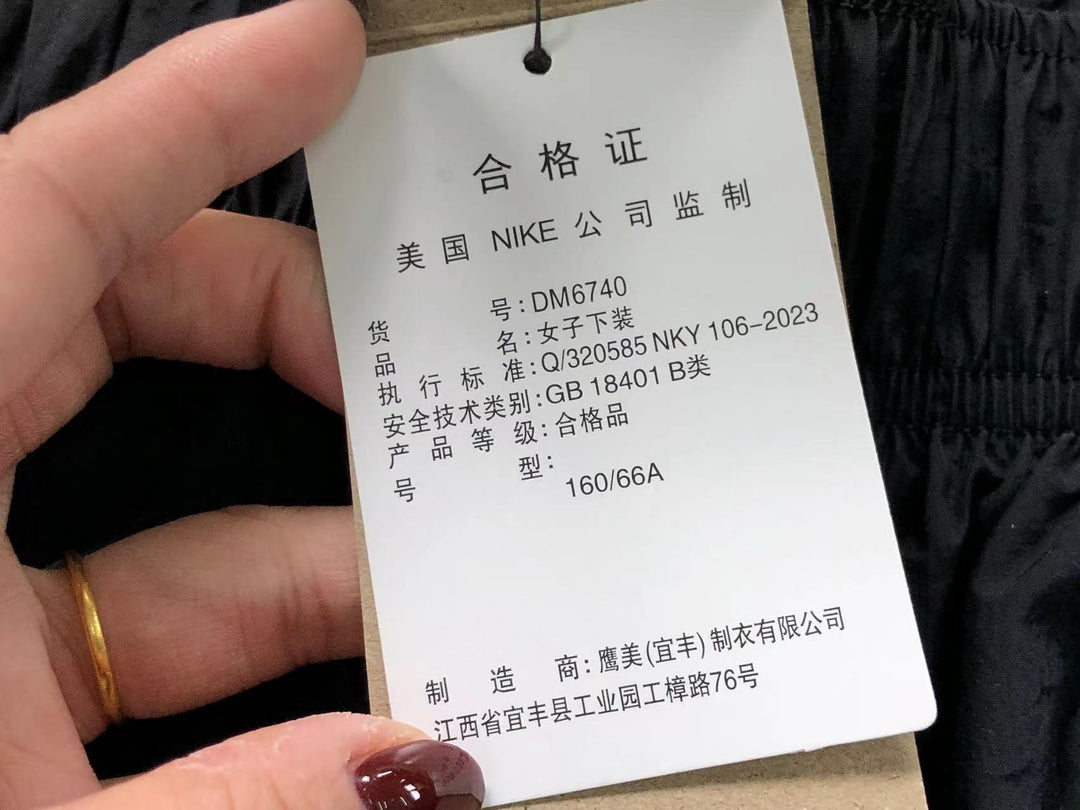 合格证
美国 NIKE 公司监制
货号:DM6740
品名:女子下装
执行标准:Q/320585 NKY 106-2023
安全技术类别:GB 18401 B类
产品等级:合格品
号型:
160/66A
制造商:鹰美(宜丰)制衣有限公司
江西省宜丰县工业园工樟路76号